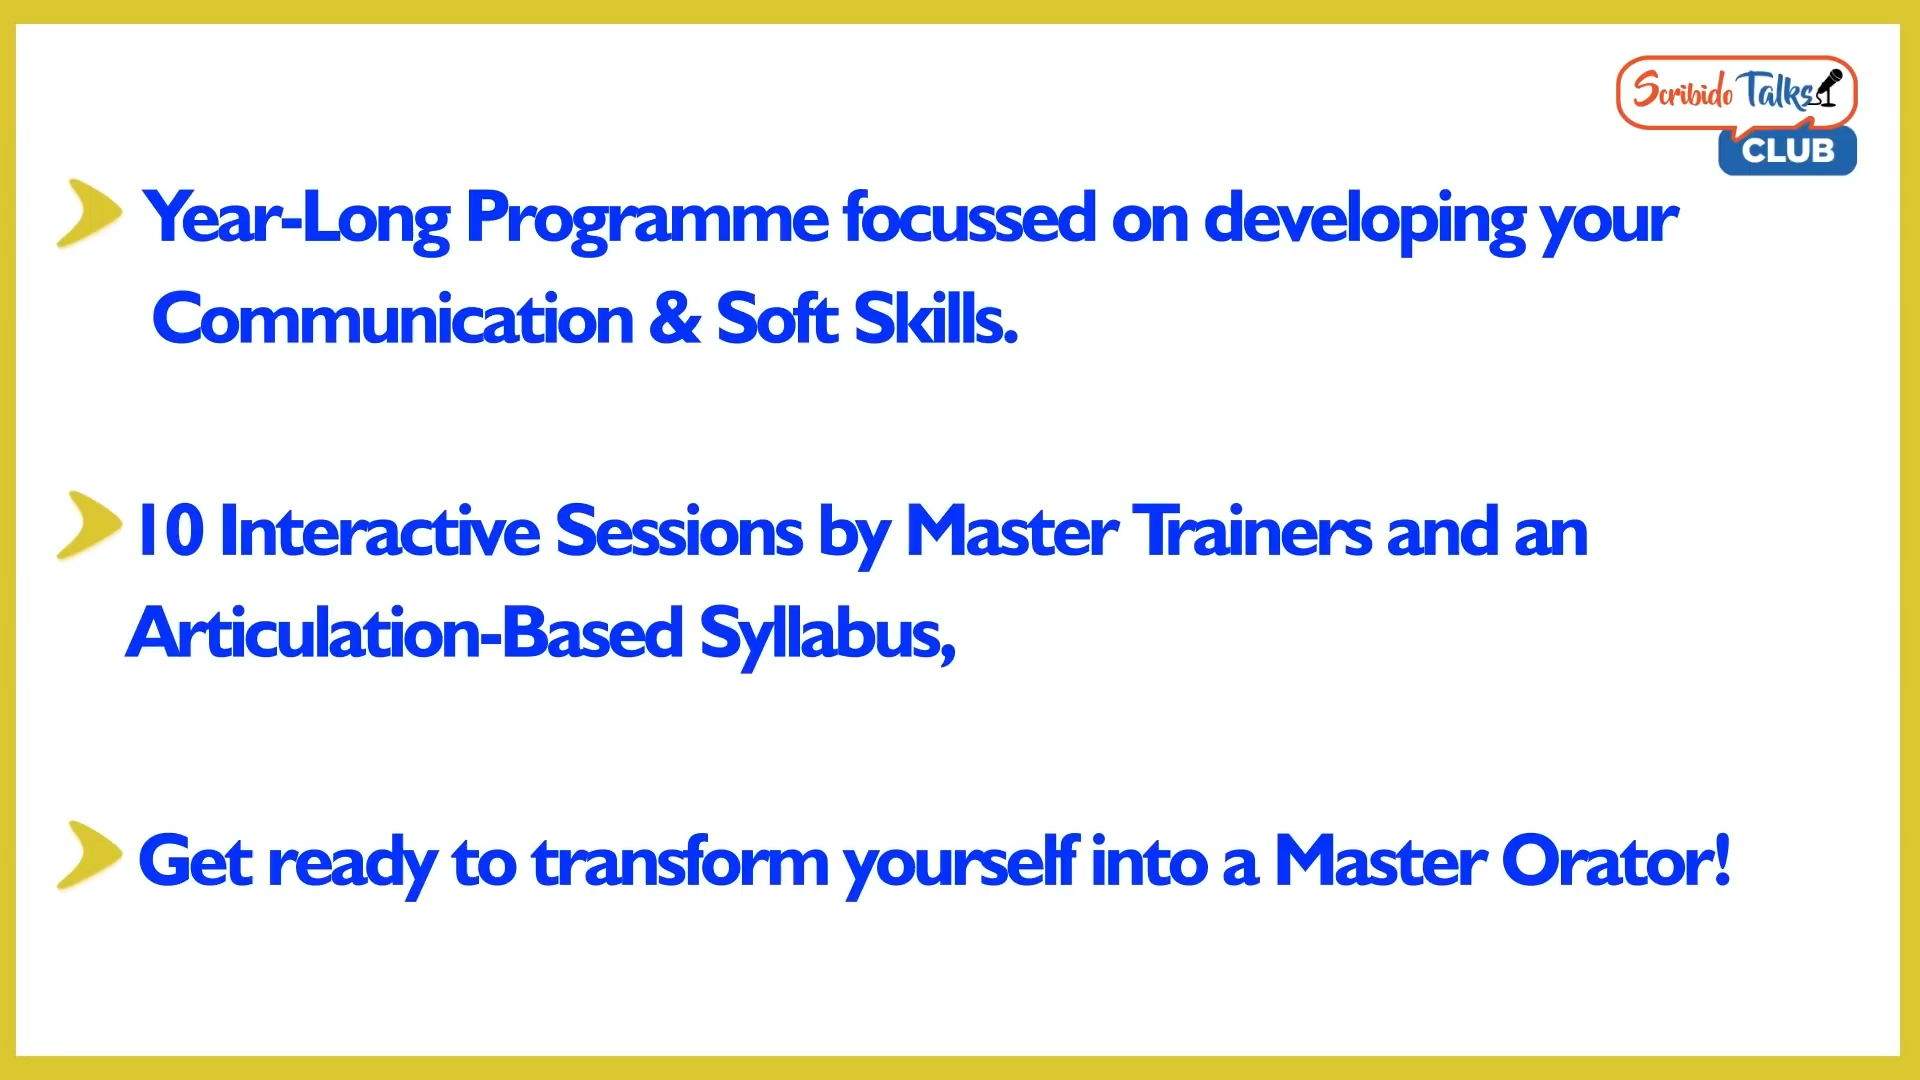 Scribido Talks
CLUB
Year-Long Programme focussed on developing your
Communication & Soft Skills.
10 Interactive Sessions by Master Trainers and an
Articulation-Based Syllabus,
Get ready to transform yourself into a Master Orator!